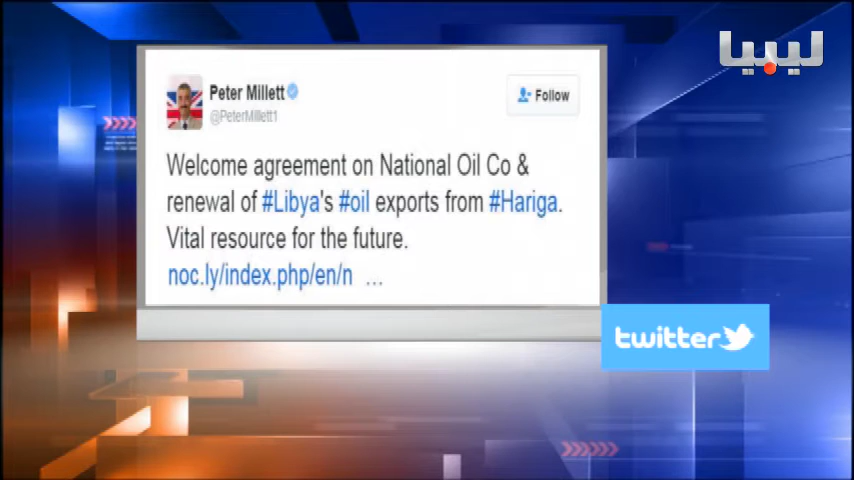 ليبيا
Peter Millett
@PeterMillett1
Follow
Welcome agreement on National Oil Co &
renewal of #Libya's #oil exports from #Hariga.
Vital resource for the future.
noc.ly/index.php/en/n ...
twitter